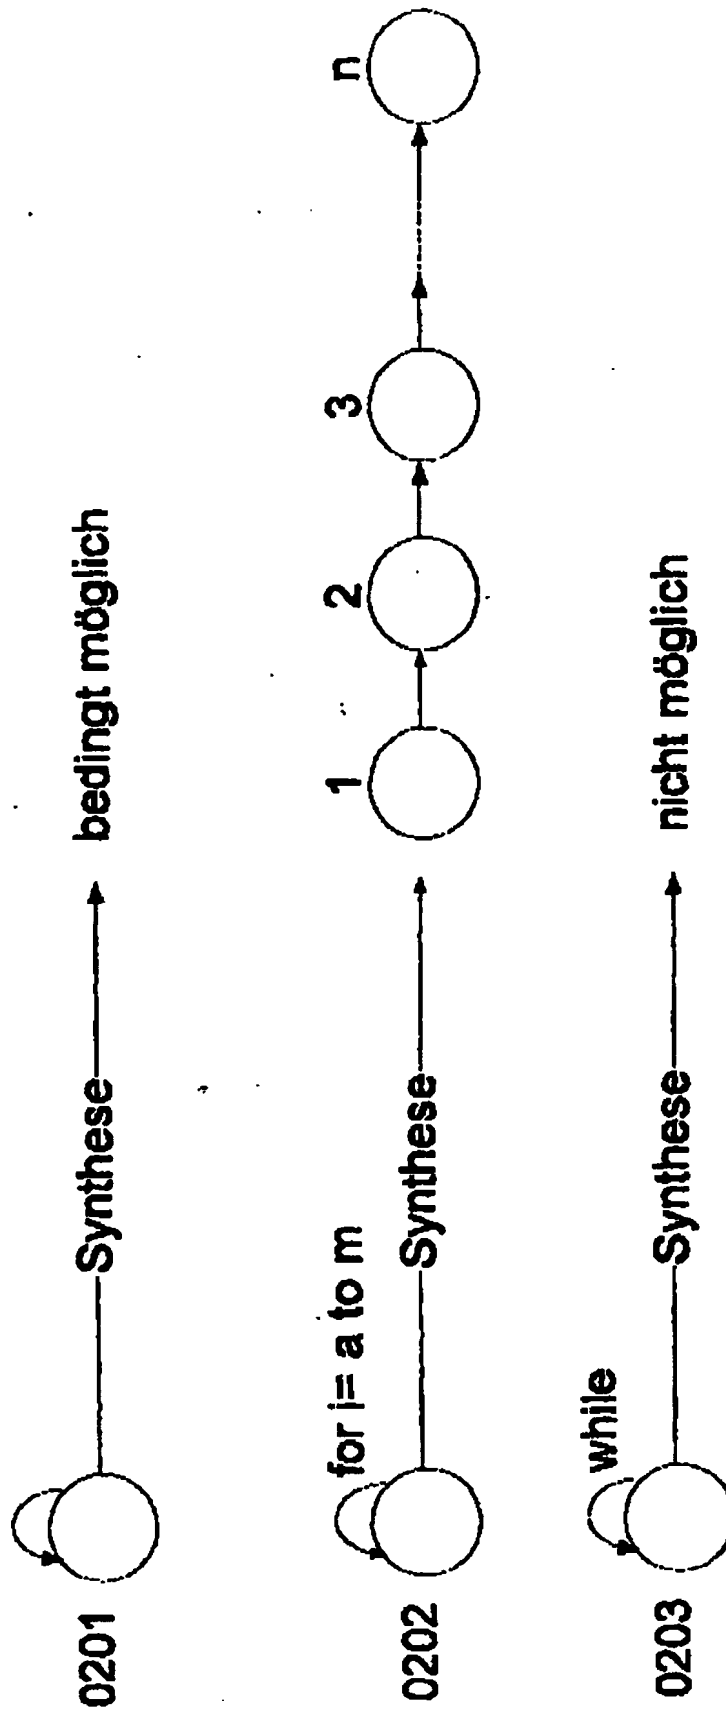 0201 Synthese bedingt möglich
for i= a to m
0202 Synthese 1 2 3 n
while
0203 Synthese nicht möglich